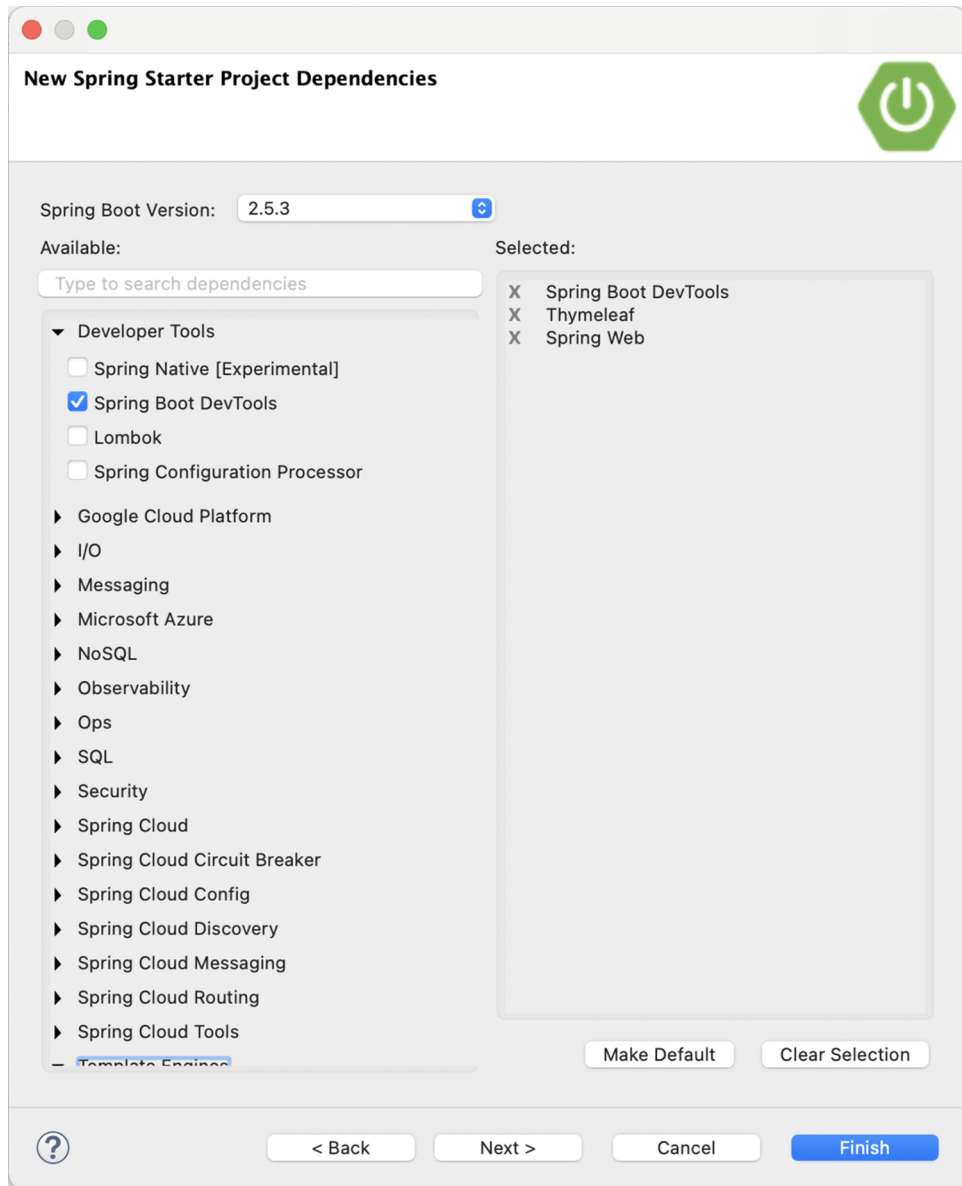 New Spring Starter Project Dependencies
Spring Boot Version: 2.5.3
Available:
Type to search dependencies
Developer Tools
Spring Native [Experimental]
Spring Boot DevTools
Lombok
Spring Configuration Processor
Google Cloud Platform
I/O
Messaging
Microsoft Azure
NoSQL
Observability
Ops
SQL
Security
Spring Cloud
Spring Cloud Circuit Breaker
Spring Cloud Config
Spring Cloud Discovery
Spring Cloud Messaging
Spring Cloud Routing
Spring Cloud Tools
Template Engines
Selected:
X Spring Boot DevTools
X Thymeleaf
X Spring Web
Make Default Clear Selection
? < Back Next > Cancel Finish